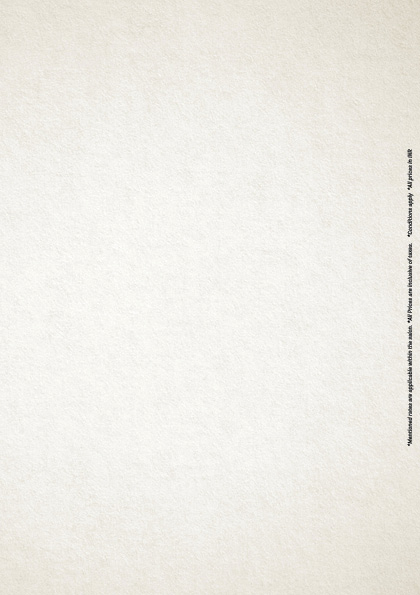 *Mentioned rates are applicable within the salon. *All Prices are inclusive of taxes. *Conditions apply *All prices in INR